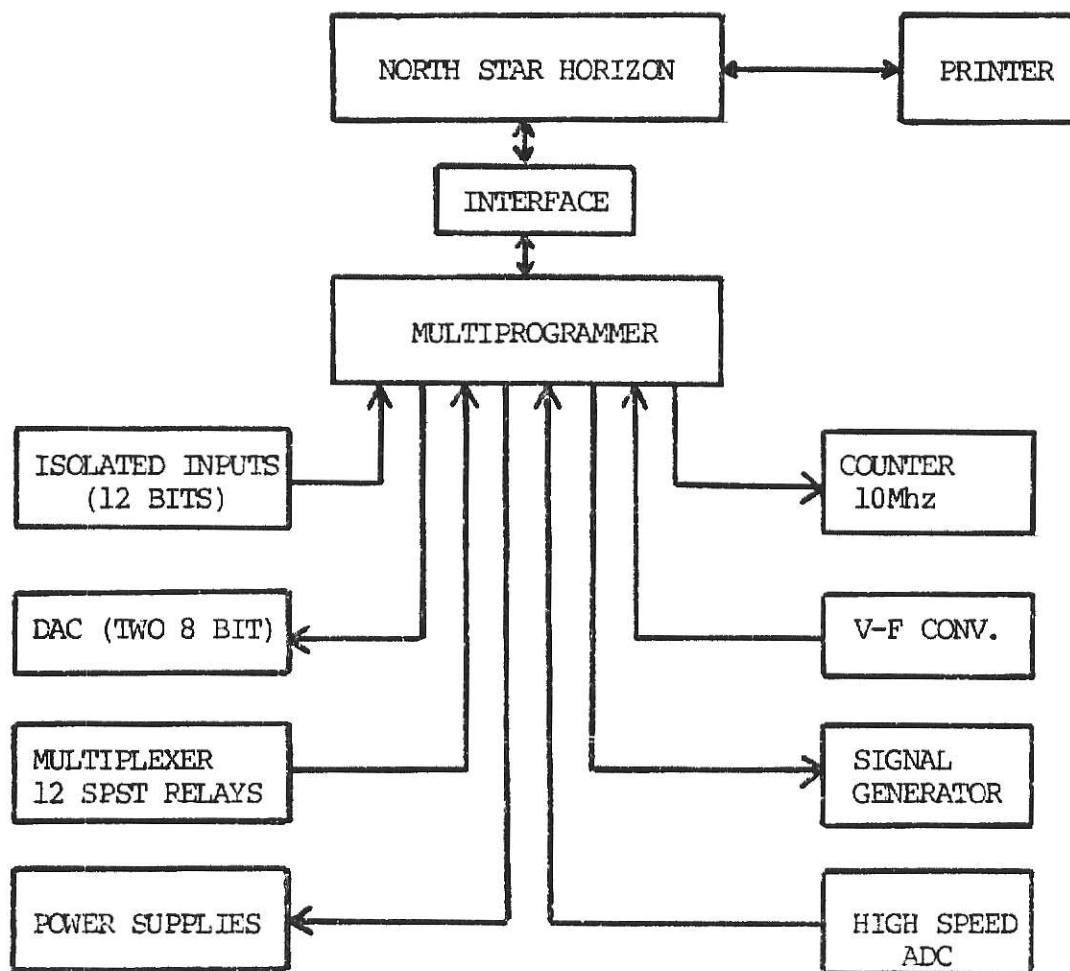 NORTH STAR HORIZON
PRINTER
INTERFACE
MULTIPROGRAMMER
ISOLATED INPUTS
(12 BITS)
COUNTER
10Mhz
DAC (TWO 8 BIT)
V-F CONV.
MULTIPLEXER
12 SPST RELAYS
SIGNAL
GENERATOR
POWER SUPPLIES
HIGH SPEED
ADC